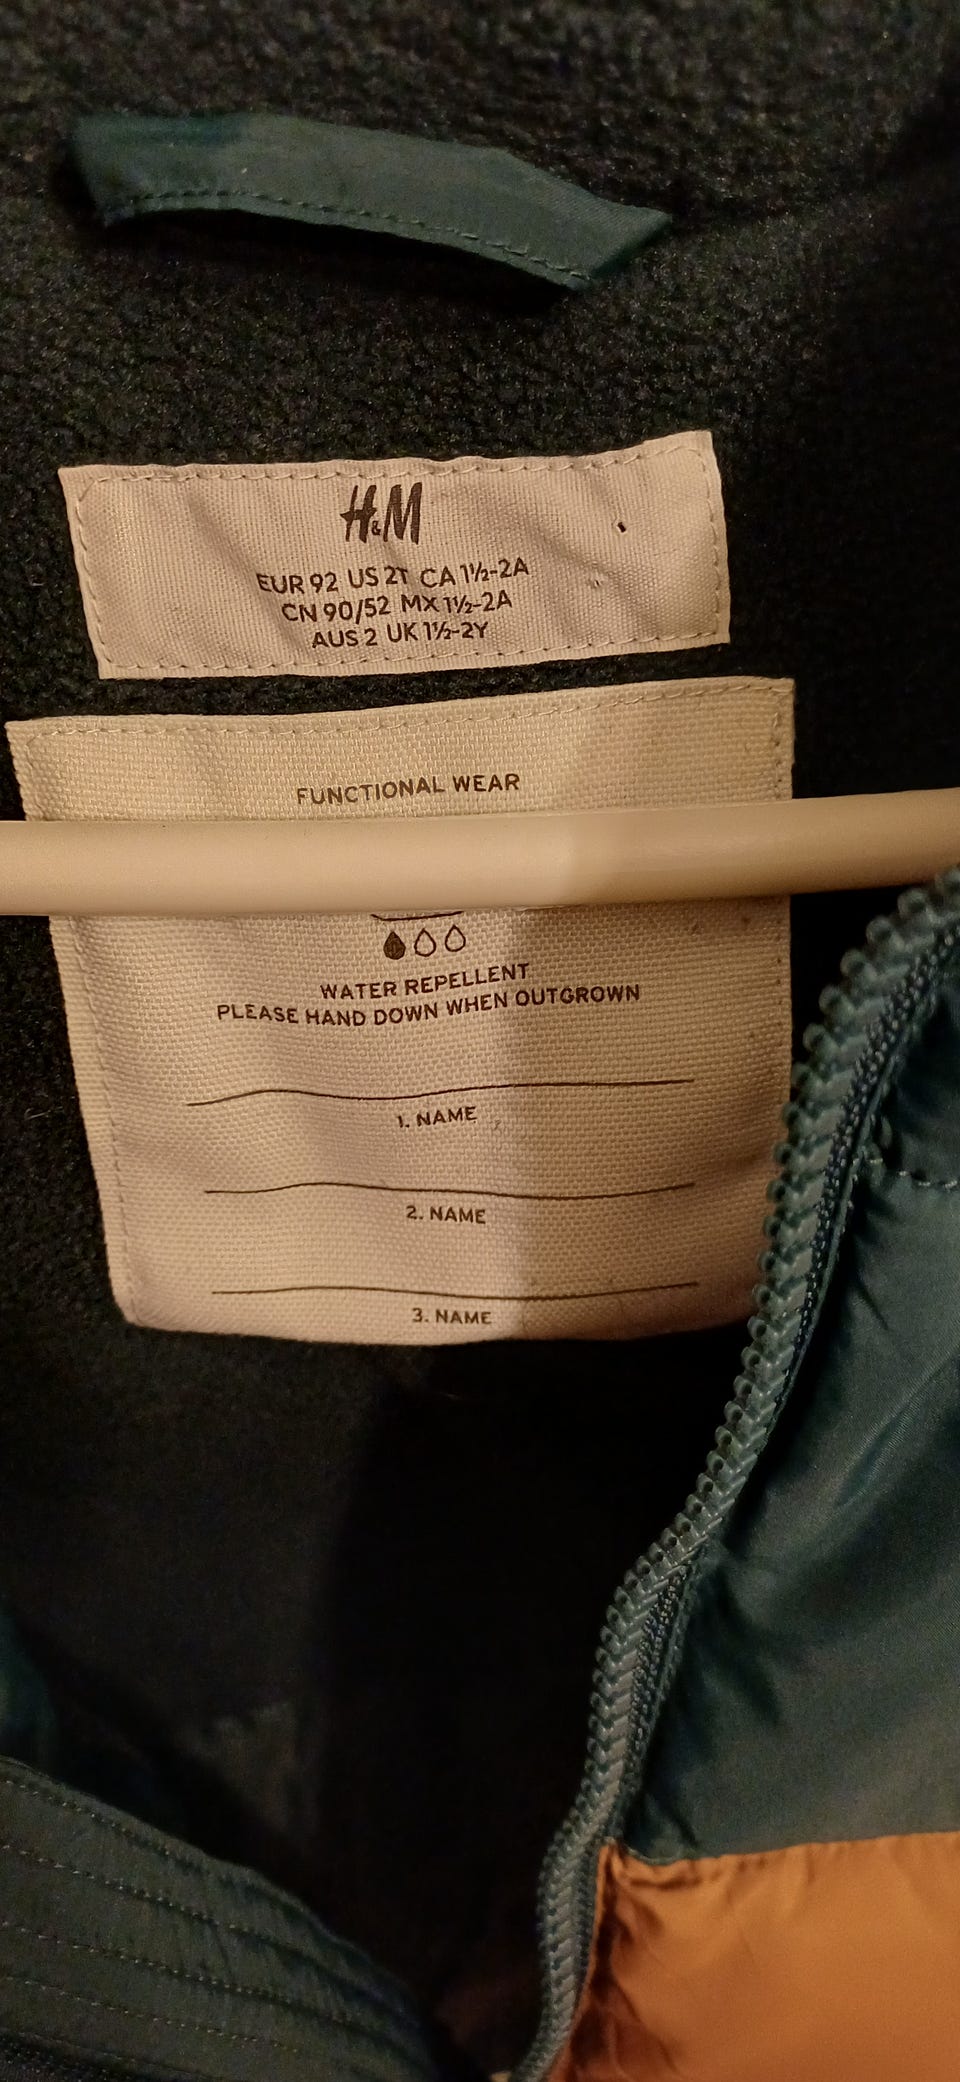 H&M
EUR 92 US 2T CA 1½-2A
CN 90/52 MX 1½-2A
AUS 2 UK 1½-2Y
FUNCTIONAL WEAR
WATER REPELLENT
PLEASE HAND DOWN WHEN OUTGROWN
1. NAME
2. NAME
3. NAME